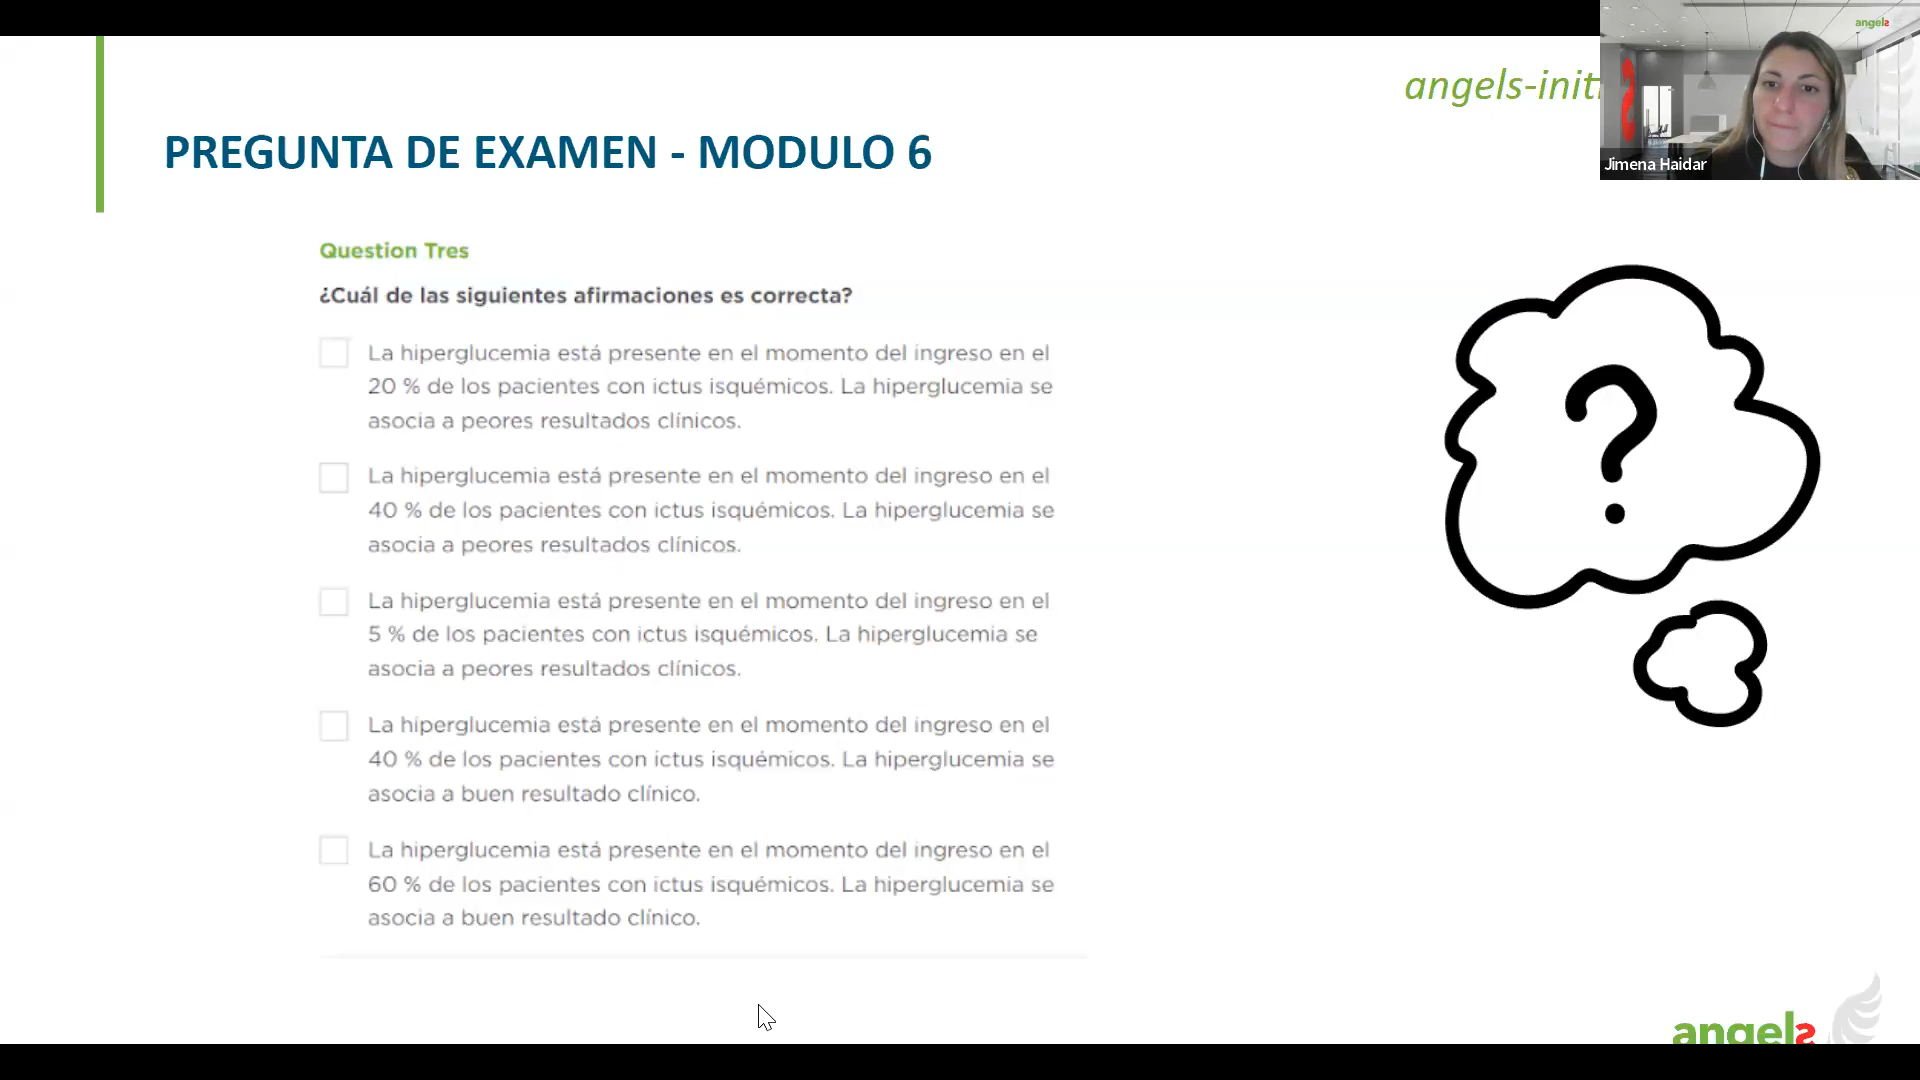 angels
angels-initi
Jimena Haidar
PREGUNTA DE EXAMEN - MODULO 6
Question Tres
¿Cuál de las siguientes afirmaciones es correcta?
La hiperglucemia está presente en el momento del ingreso en el
20 % de los pacientes con ictus isquémicos. La hiperglucemia se
asocia a peores resultados clínicos.
La hiperglucemia está presente en el momento del ingreso en el
40 % de los pacientes con ictus isquémicos. La hiperglucemia se
asocia a peores resultados clínicos.
La hiperglucemia está presente en el momento del ingreso en el
5 % de los pacientes con ictus isquémicos. La hiperglucemia se
asocia a peores resultados clínicos.
La hiperglucemia está presente en el momento del ingreso en el
40 % de los pacientes con ictus isquémicos. La hiperglucemia se
asocia a buen resultado clínico.
La hiperglucemia está presente en el momento del ingreso en el
60 % de los pacientes con ictus isquémicos. La hiperglucemia se
asocia a buen resultado clínico.
?
angels